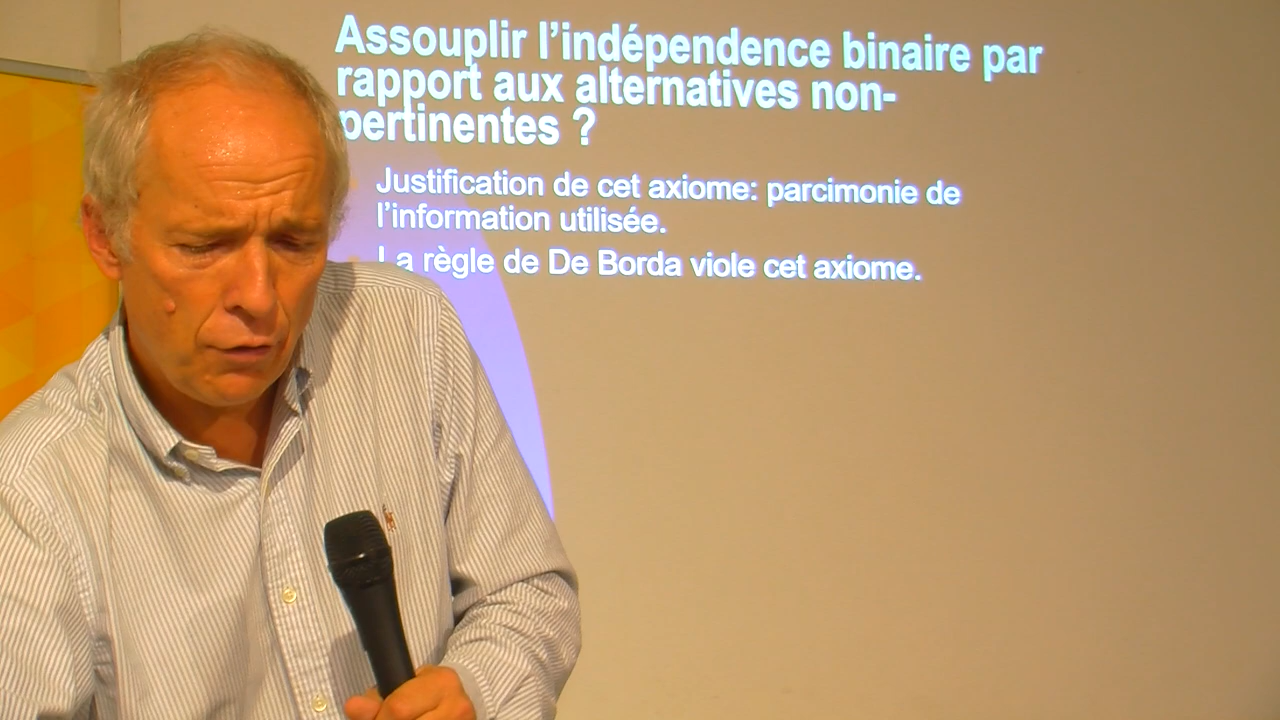 Assouplir l’indépendence binaire par
rapport aux alternatives non-
pertinentes ?
Justification de cet axiome: parcimonie de
l’information utilisée.
La règle de De Borda viole cet axiome.